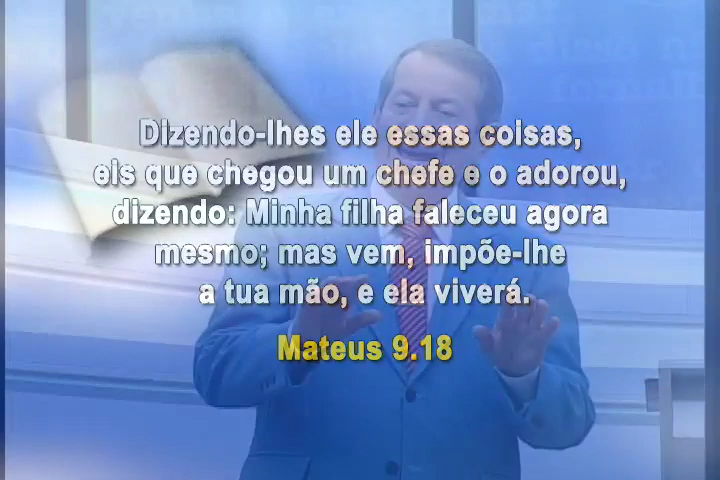 Dizendo-lhes ele essas coisas,
eis que chegou um chefe e o adorou,
dizendo: Minha filha faleceu agora
mesmo; mas vem, impõe-lhe
a tua mão, e ela viverá.
Mateus 9.18